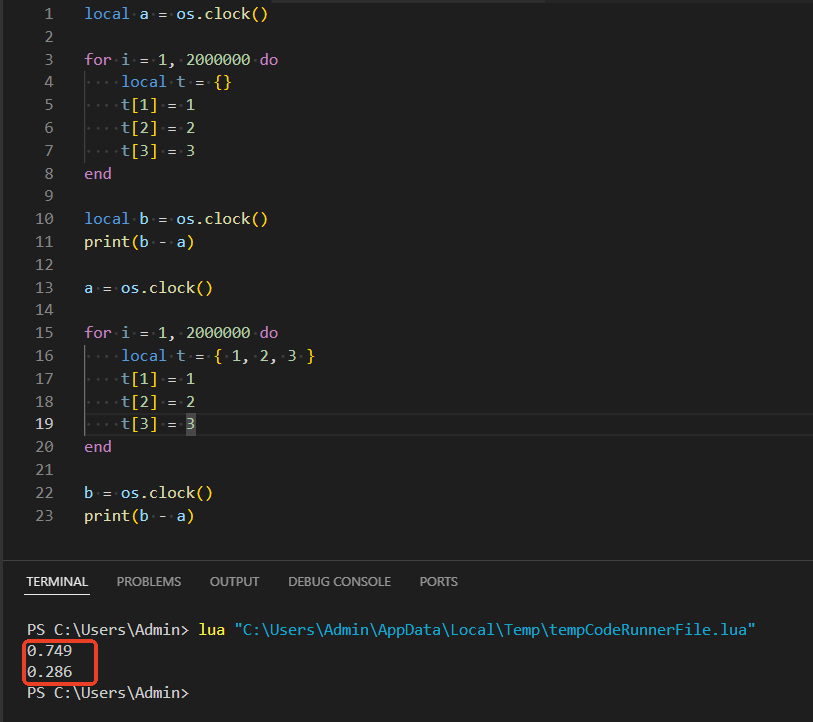 1 local a = os.clock()
2
3 for i = 1, 2000000 do
4     local t = {}
5     t[1] = 1
6     t[2] = 2
7     t[3] = 3
8 end
9
10 local b = os.clock()
11 print(b - a)
12
13 a = os.clock()
14
15 for i = 1, 2000000 do
16     local t = { 1, 2, 3 }
17     t[1] = 1
18     t[2] = 2
19     t[3] = 3
20 end
21
22 b = os.clock()
23 print(b - a)
TERMINAL PROBLEMS OUTPUT DEBUG CONSOLE PORTS
PS C:\Users\Admin> lua "C:\Users\Admin\AppData\Local\Temp\tempCodeRunnerFile.lua"
0.749
0.286
PS C:\Users\Admin>